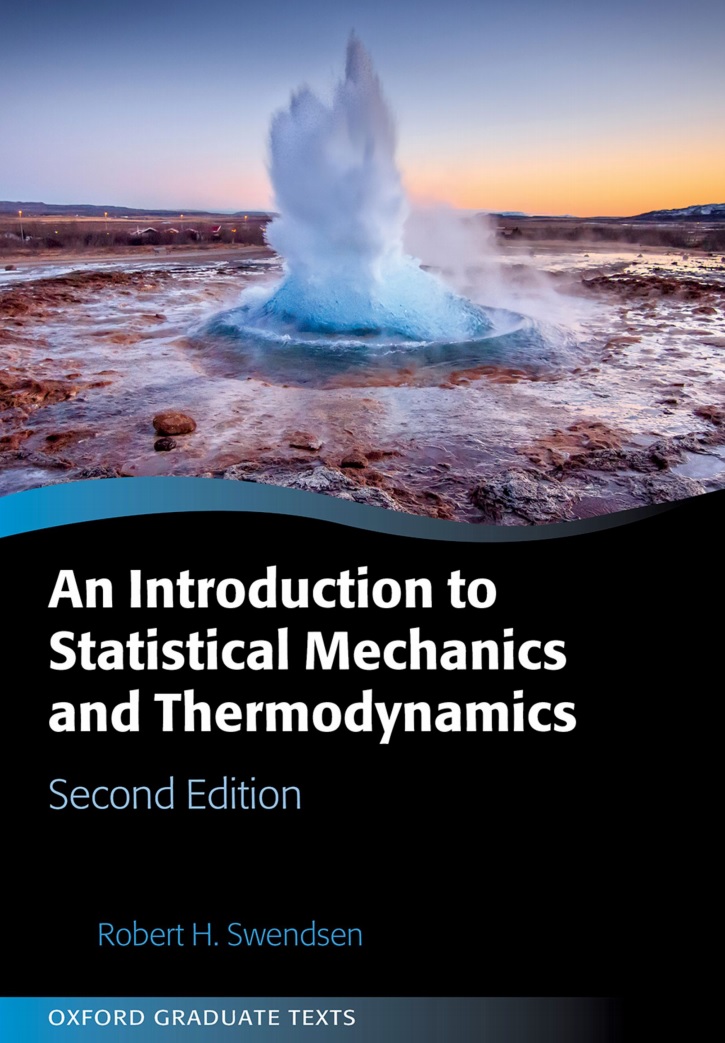 An Introduction to
Statistical Mechanics
and Thermodynamics
Second Edition
Robert H. Swendsen
OXFORD GRADUATE TEXTS